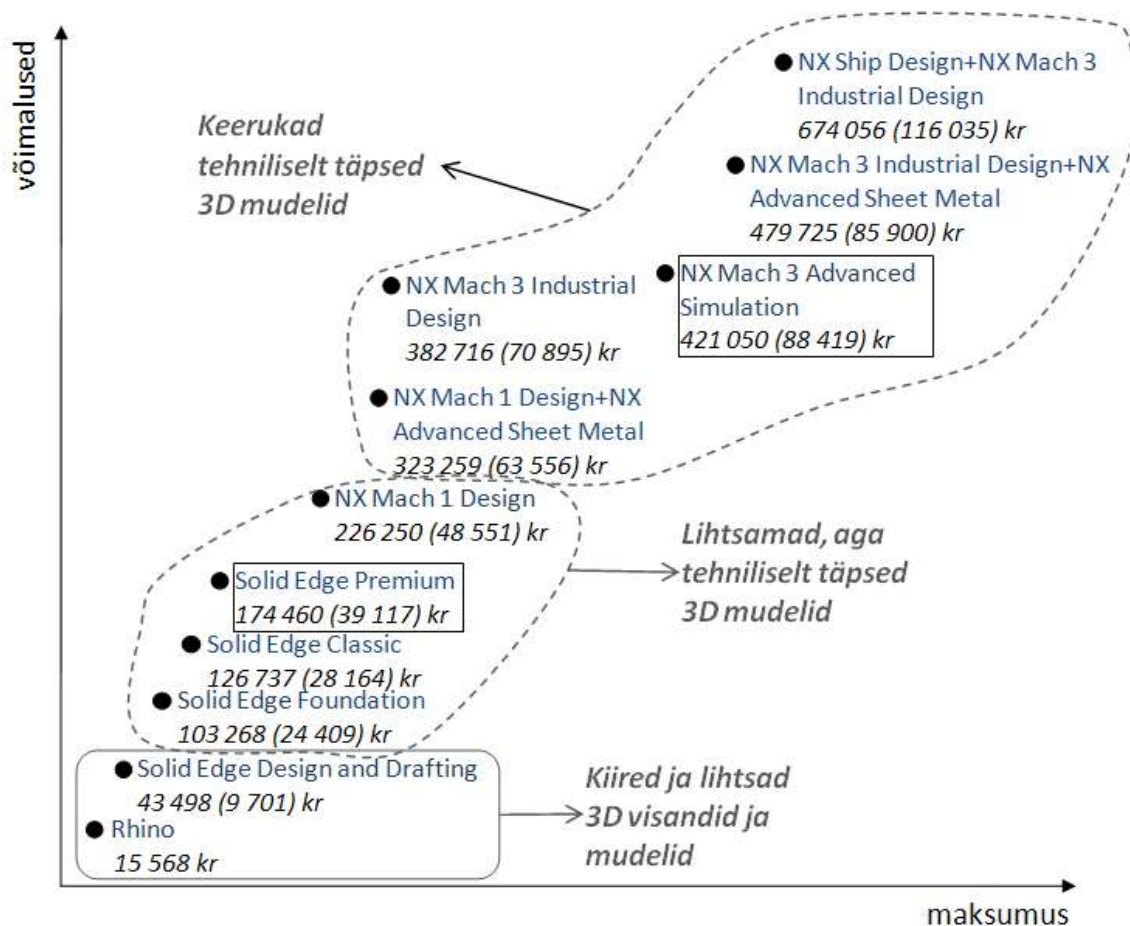 võimalused
NX Ship Design+NX Mach 3
Industrial Design
674 056 (116 035) kr
Keerukad
tehniliselt täpsed
3D mudelid
NX Mach 3 Industrial Design+NX
Advanced Sheet Metal
479 725 (85 900) kr
NX Mach 3 Advanced
Simulation
421 050 (88 419) kr
NX Mach 3 Industrial
Design
382 716 (70 895) kr
NX Mach 1 Design+NX
Advanced Sheet Metal
323 259 (63 556) kr
NX Mach 1 Design
226 250 (48 551) kr
Lihtsamad, aga
tehniliselt täpsed
3D mudelid
Solid Edge Premium
174 460 (39 117) kr
Solid Edge Classic
126 737 (28 164) kr
Solid Edge Foundation
103 268 (24 409) kr
Solid Edge Design and Drafting
43 498 (9 701) kr
Rhino
15 568 kr
Kiired ja lihtsad
3D visandid ja
mudelid
maksumus